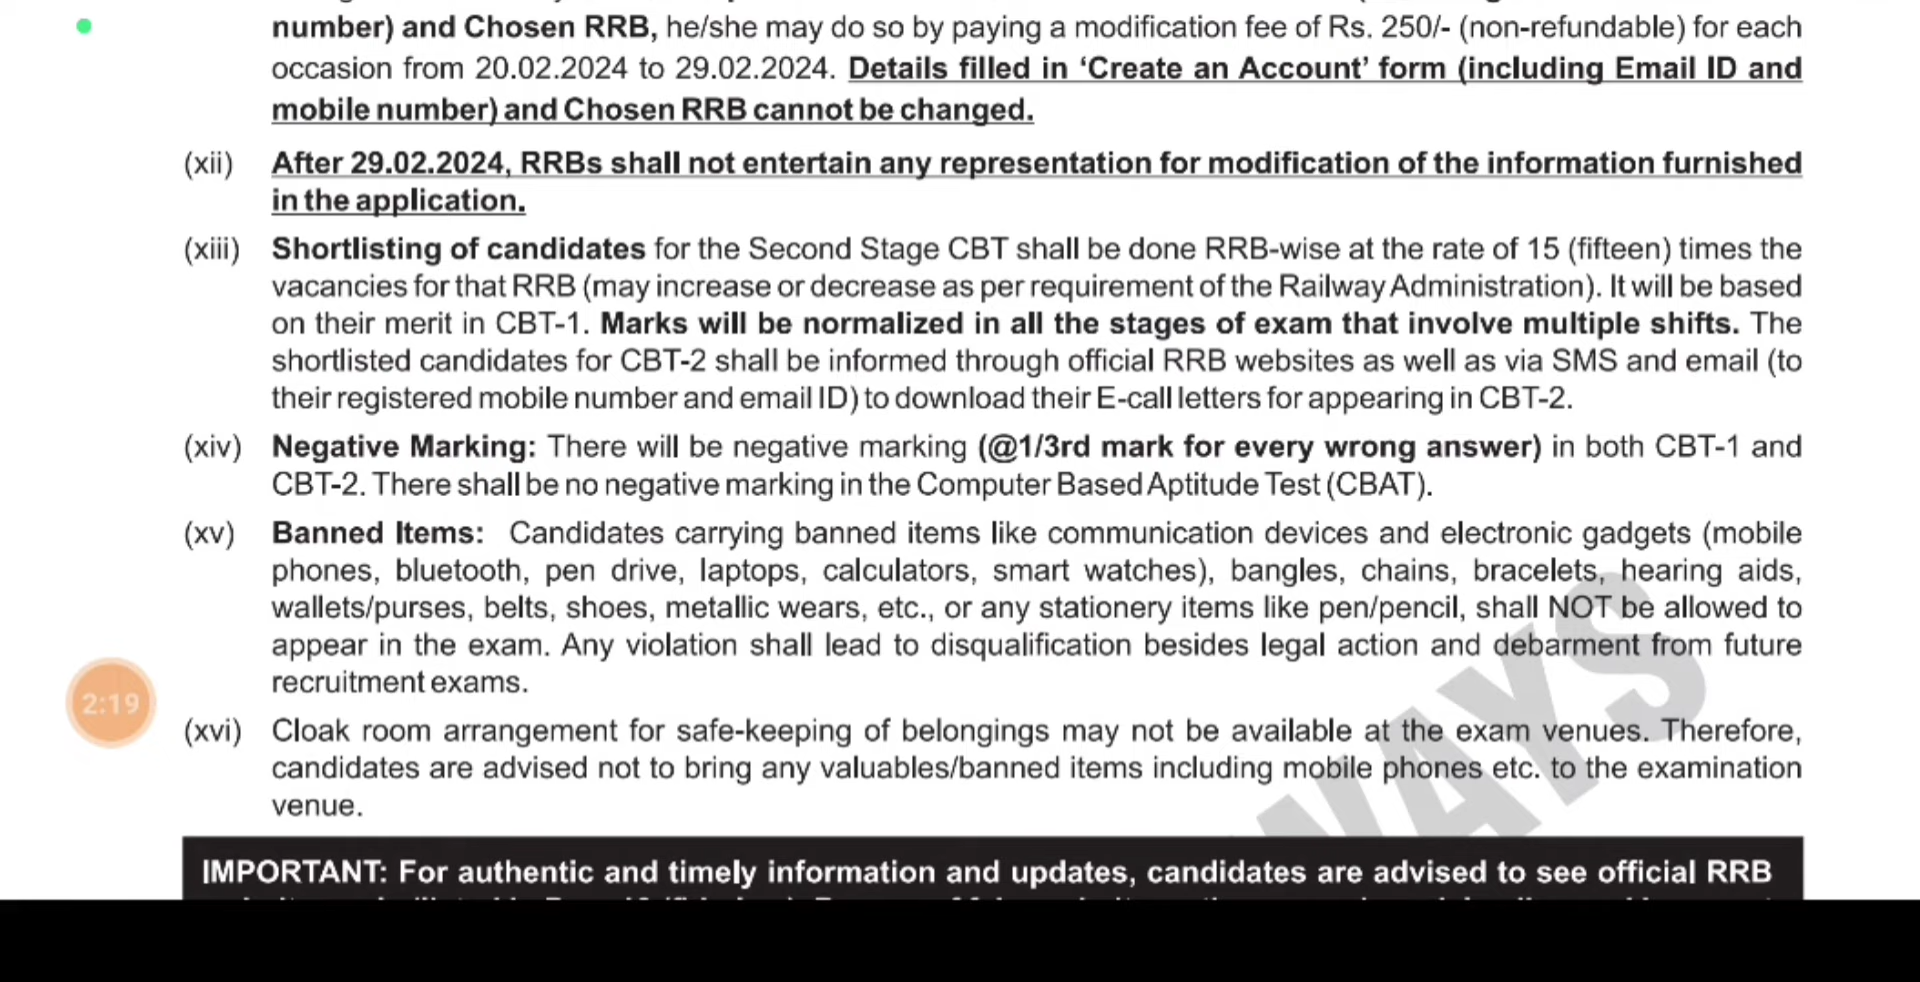 number) and Chosen RRB, he/she may do so by paying a modification fee of Rs. 250/- (non-refundable) for each
occasion from 20.02.2024 to 29.02.2024. Details filled in ‘Create an Account’ form (including Email ID and
mobile number) and Chosen RRB cannot be changed.
(xii) After 29.02.2024, RRBs shall not entertain any representation for modification of the information furnished
in the application.
(xiii) Shortlisting of candidates for the Second Stage CBT shall be done RRB-wise at the rate of 15 (fifteen) times the
vacancies for that RRB (may increase or decrease as per requirement of the Railway Administration). It will be based
on their merit in CBT-1. Marks will be normalized in all the stages of exam that involve multiple shifts. The
shortlisted candidates for CBT-2 shall be informed through official RRB websites as well as via SMS and email (to
their registered mobile number and email ID) to download their E-call letters for appearing in CBT-2.
(xiv) Negative Marking: There will be negative marking (@1/3rd mark for every wrong answer) in both CBT-1 and
CBT-2. There shall be no negative marking in the Computer Based Aptitude Test (CBAT).
(xv) Banned Items: Candidates carrying banned items like communication devices and electronic gadgets (mobile
phones, bluetooth, pen drive, laptops, calculators, smart watches), bangles, chains, bracelets, hearing aids,
wallets/purses, belts, shoes, metallic wears, etc., or any stationery items like pen/pencil, shall NOT be allowed to
appear in the exam. Any violation shall lead to disqualification besides legal action and debarment from future
recruitment exams.
2:19
(xvi) Cloak room arrangement for safe-keeping of belongings may not be available at the exam venues. Therefore,
candidates are advised not to bring any valuables/banned items including mobile phones etc. to the examination
venue.
WAYS
IMPORTANT: For authentic and timely information and updates, candidates are advised to see official RRB